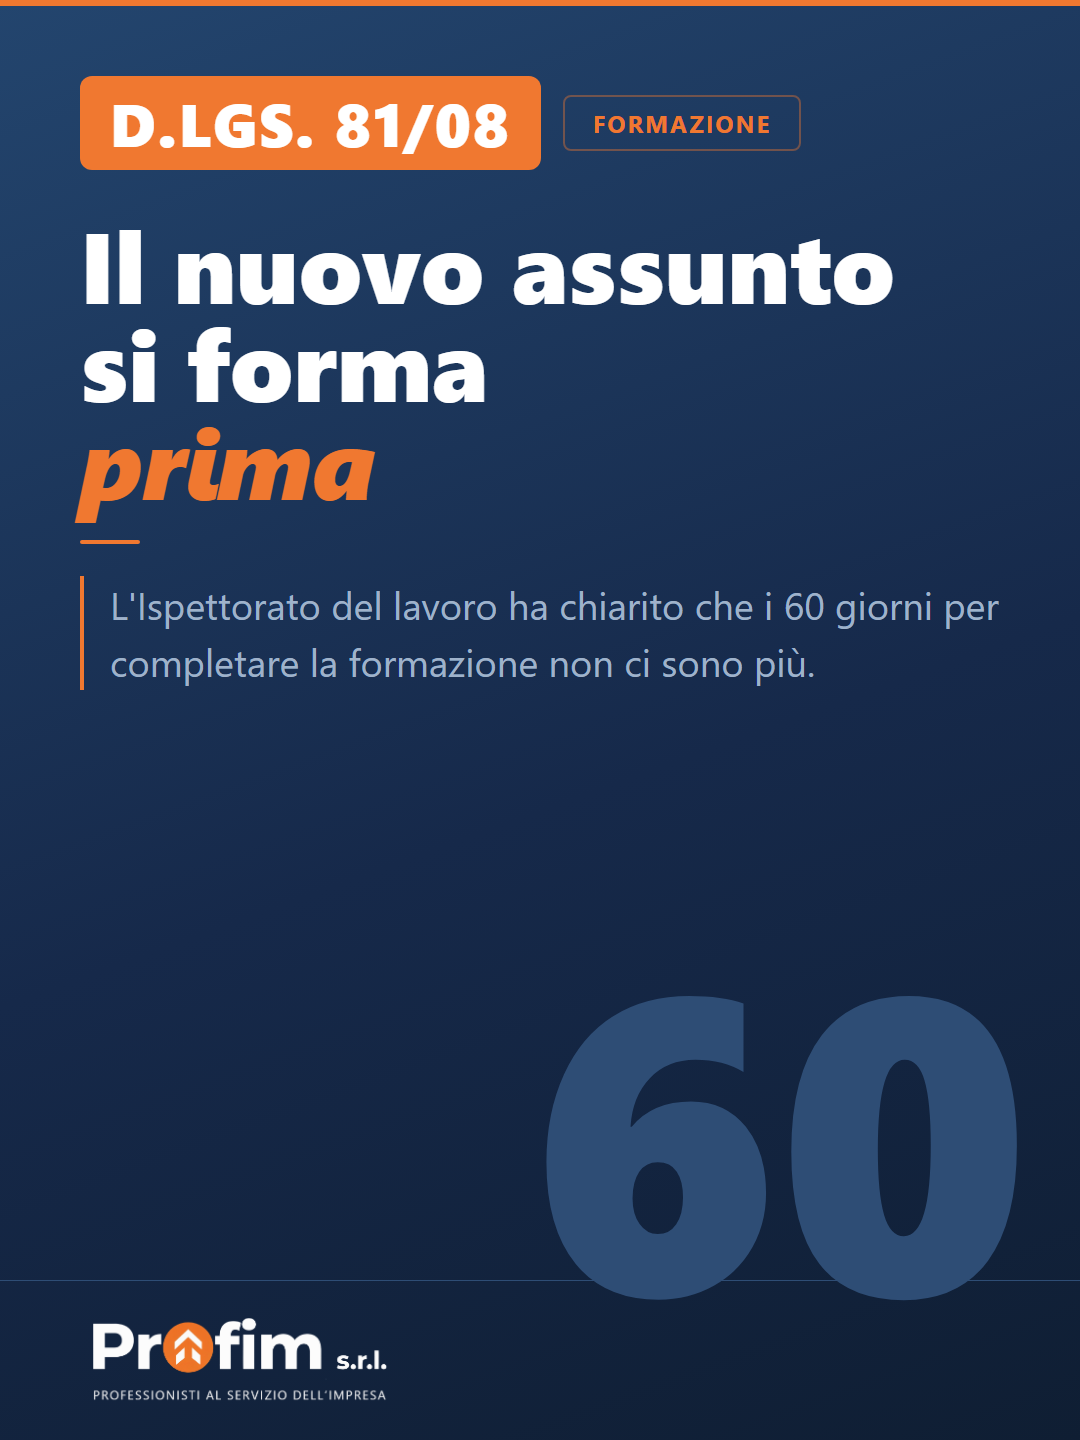 D.LGS. 81/08
FORMAZIONE
Il nuovo assunto
si forma
prima
L'Ispettorato del lavoro ha chiarito che i 60 giorni per
completare la formazione non ci sono più.
60
Profim s.r.l.
PROFESSIONISTI AL SERVIZIO DELL'IMPRESA